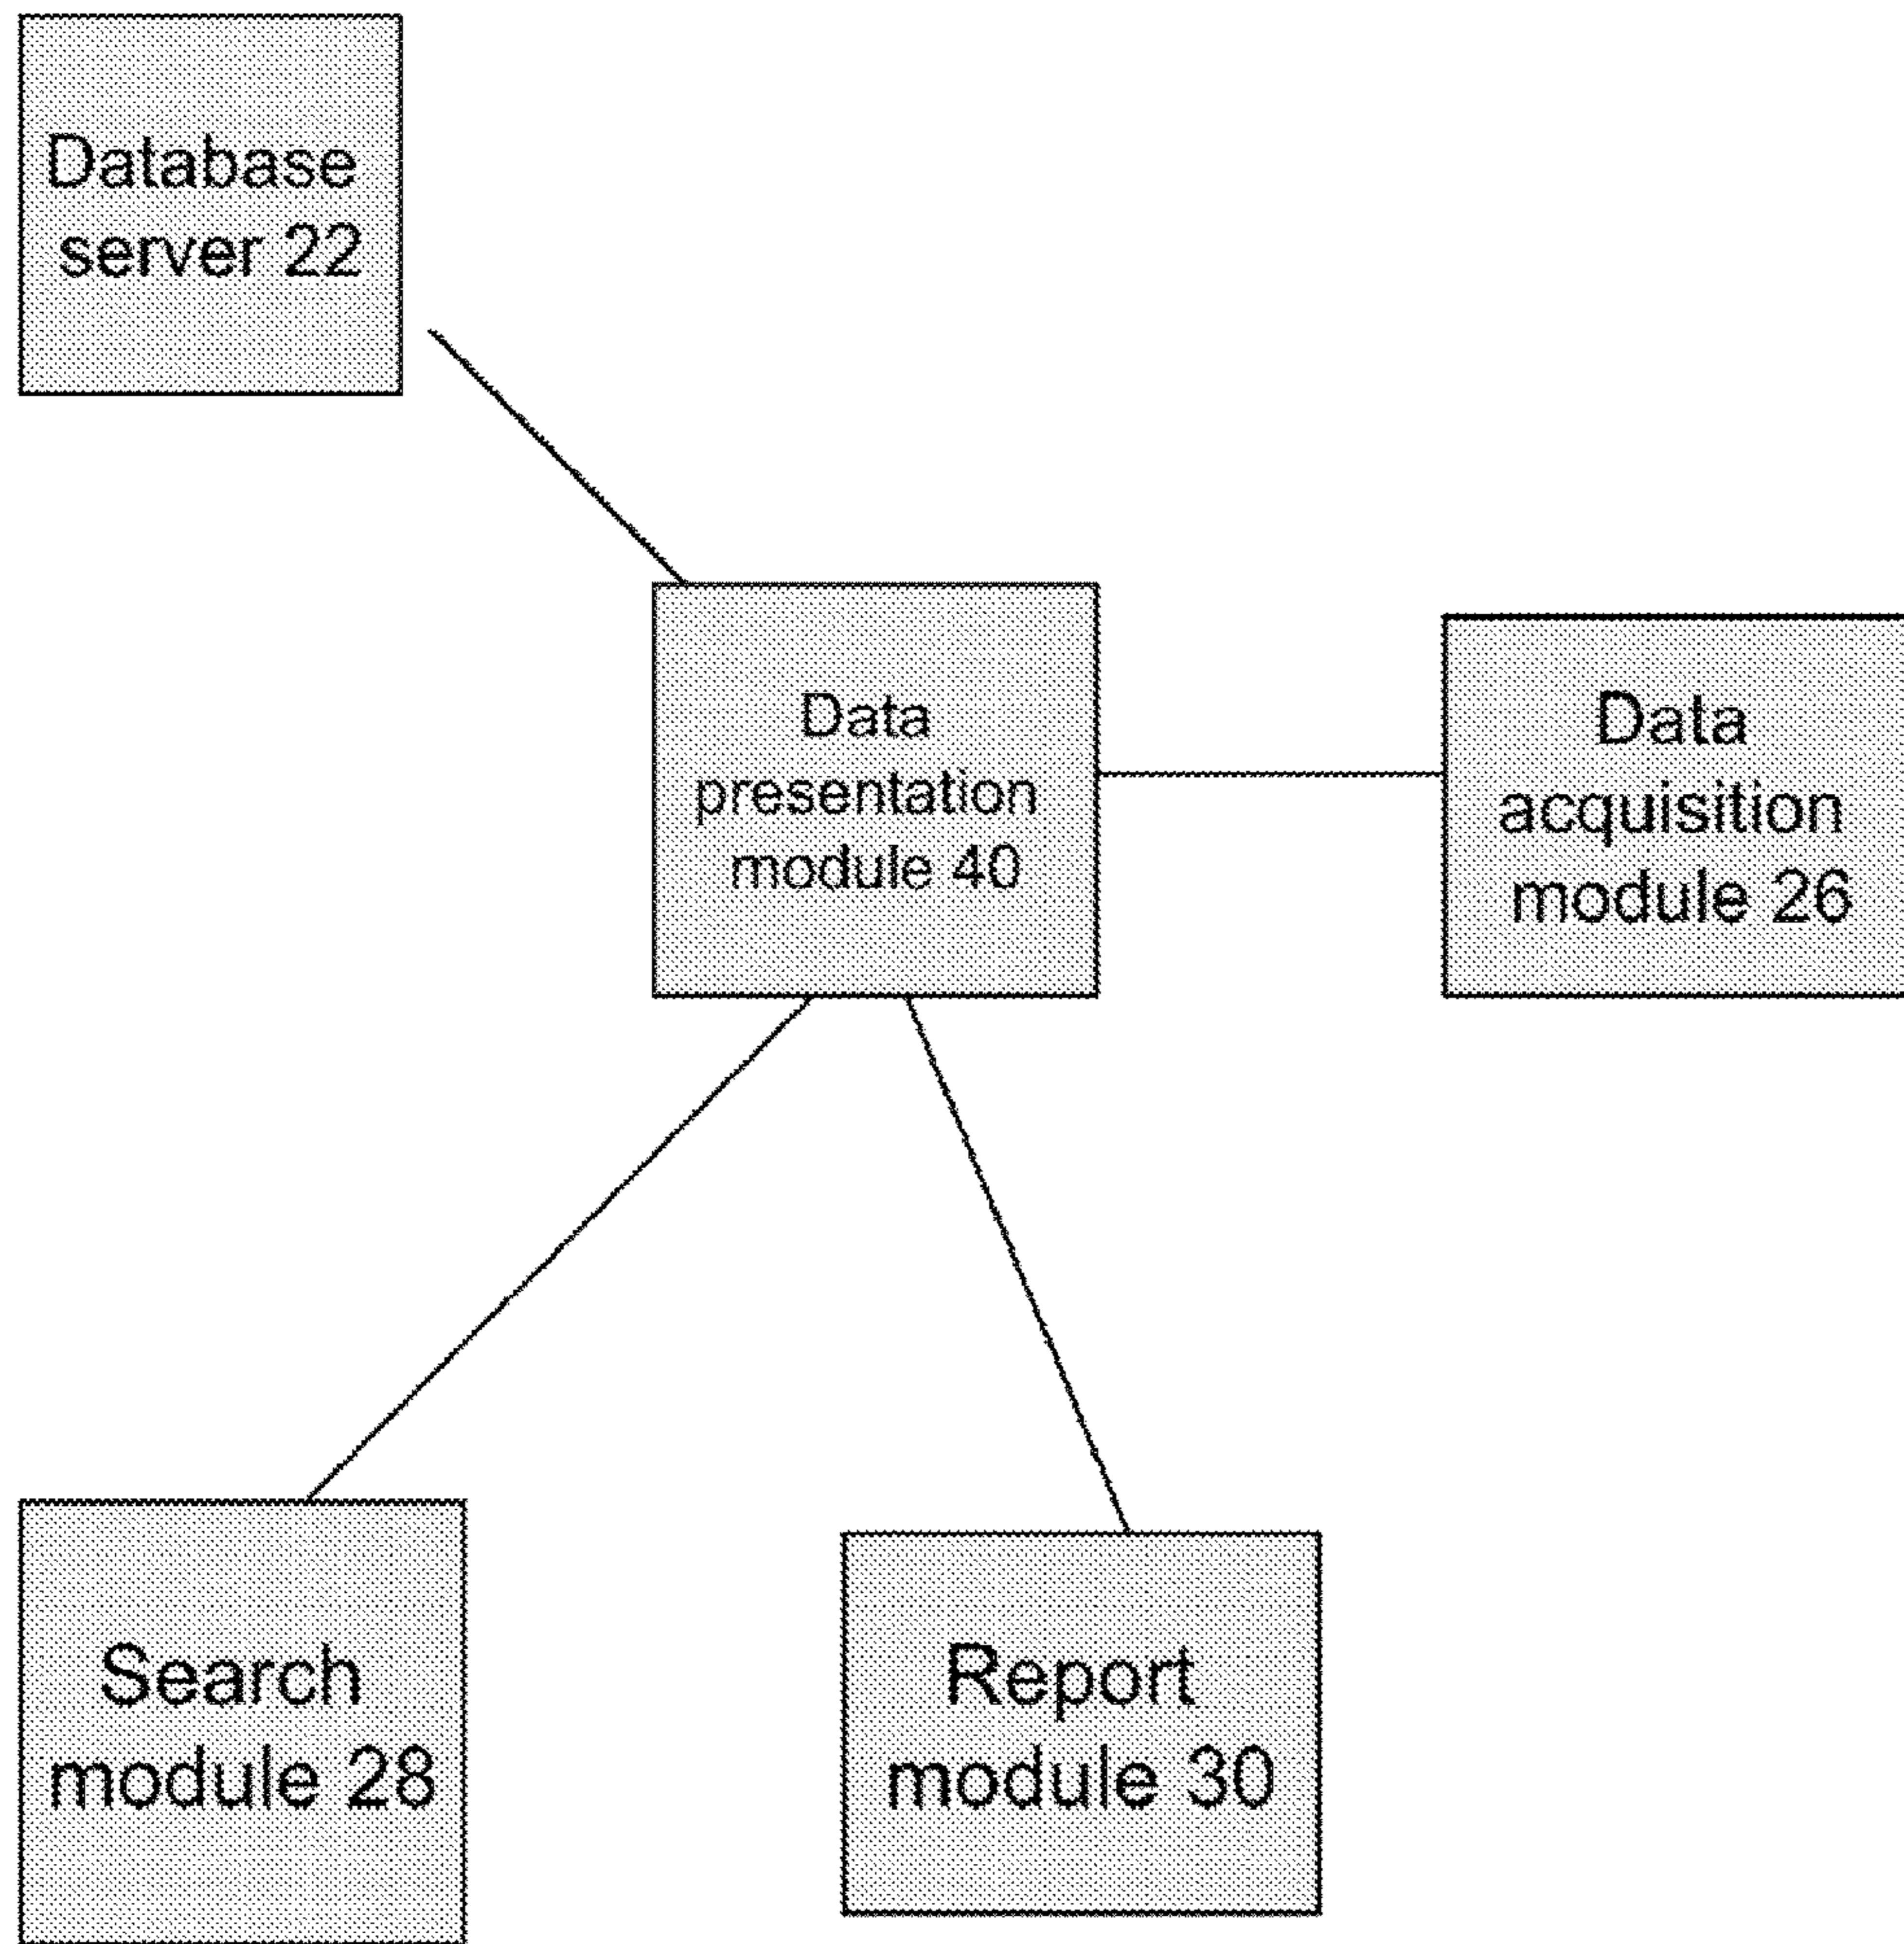 Database
server 22
Data
presentation
module 40
Data
acquisition
module 26
Search
module 28
Report
module 30